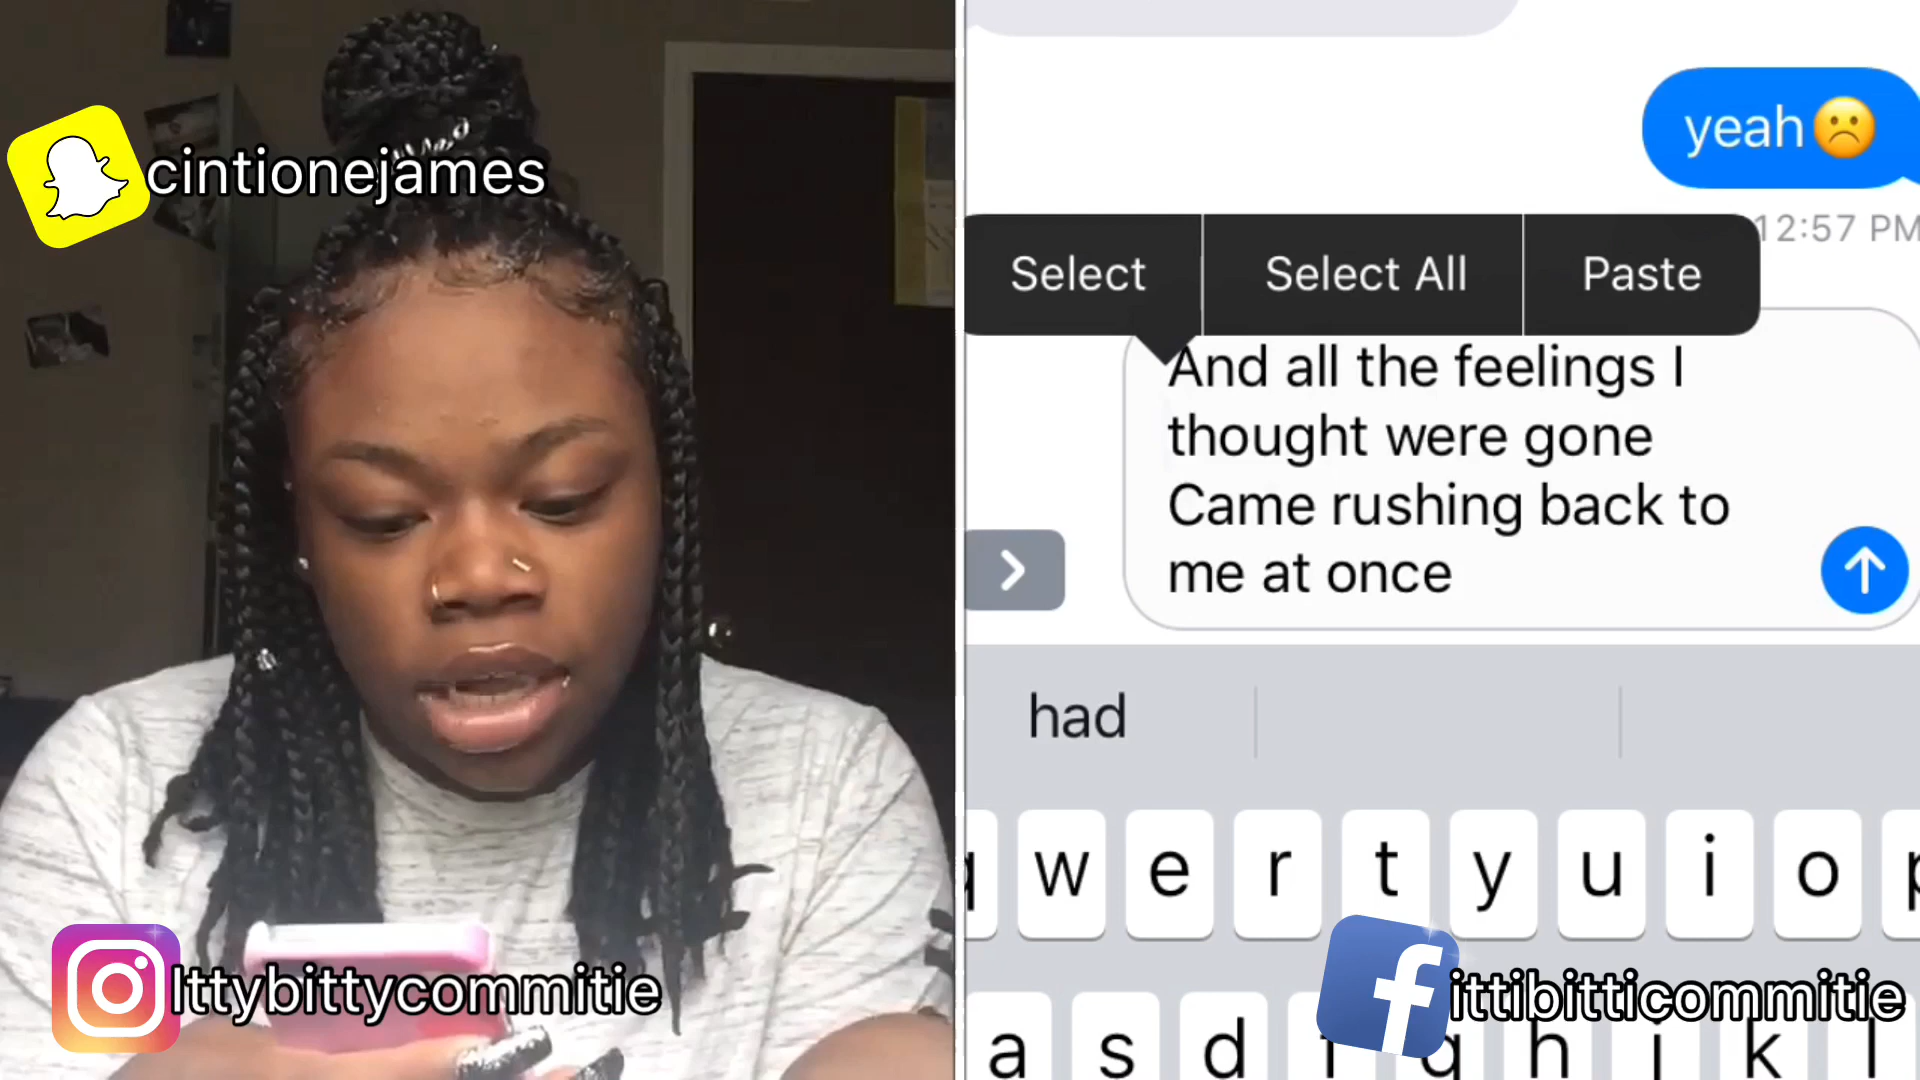 cintionejames
Ittybittycommitie
yeah☹️
12:57 PM
Select Select All Paste
And all the feelings I
thought were gone
Came rushing back to
me at once
had
q w e r t y u i o p
a s d f g h j k l
ittibitticommitie